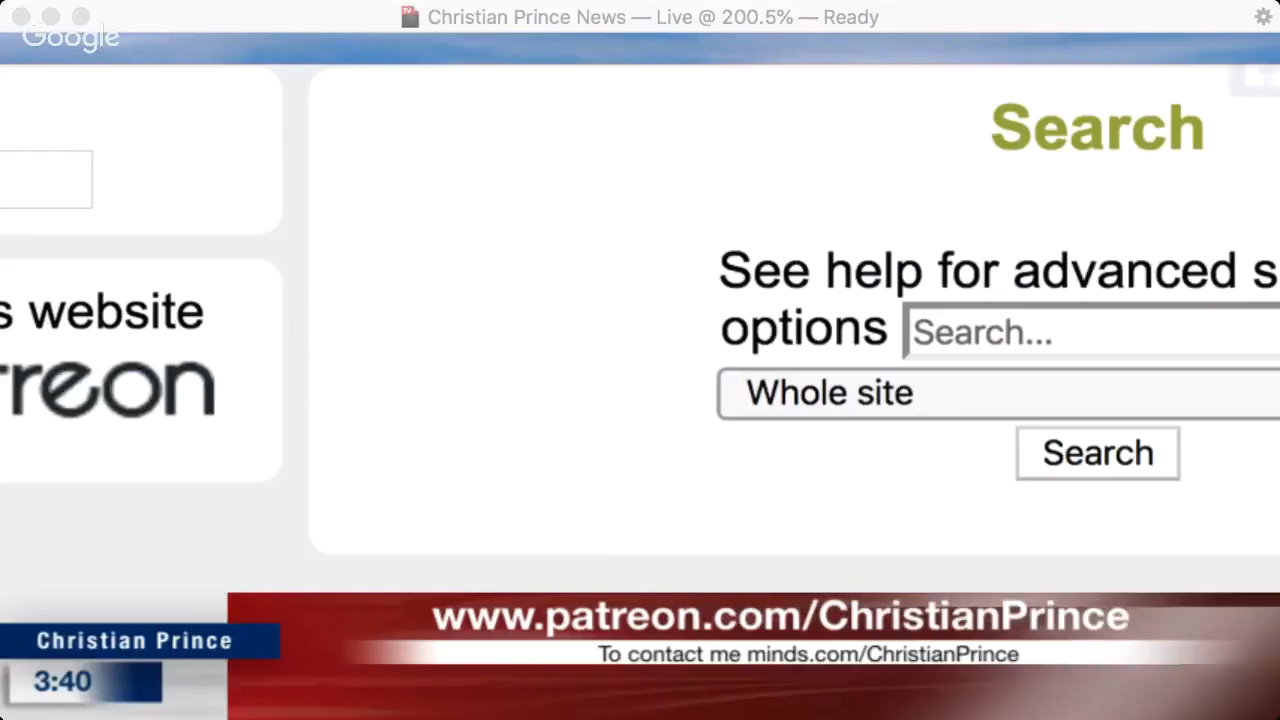 Christian Prince News — Live @ 200.5% — Ready
Google
Search
See help for advanced s
options Search...
Whole site
Search
s website
reon
www.patreon.com/ChristianPrince
To contact me minds.com/ChristianPrince
Christian Prince
3:40